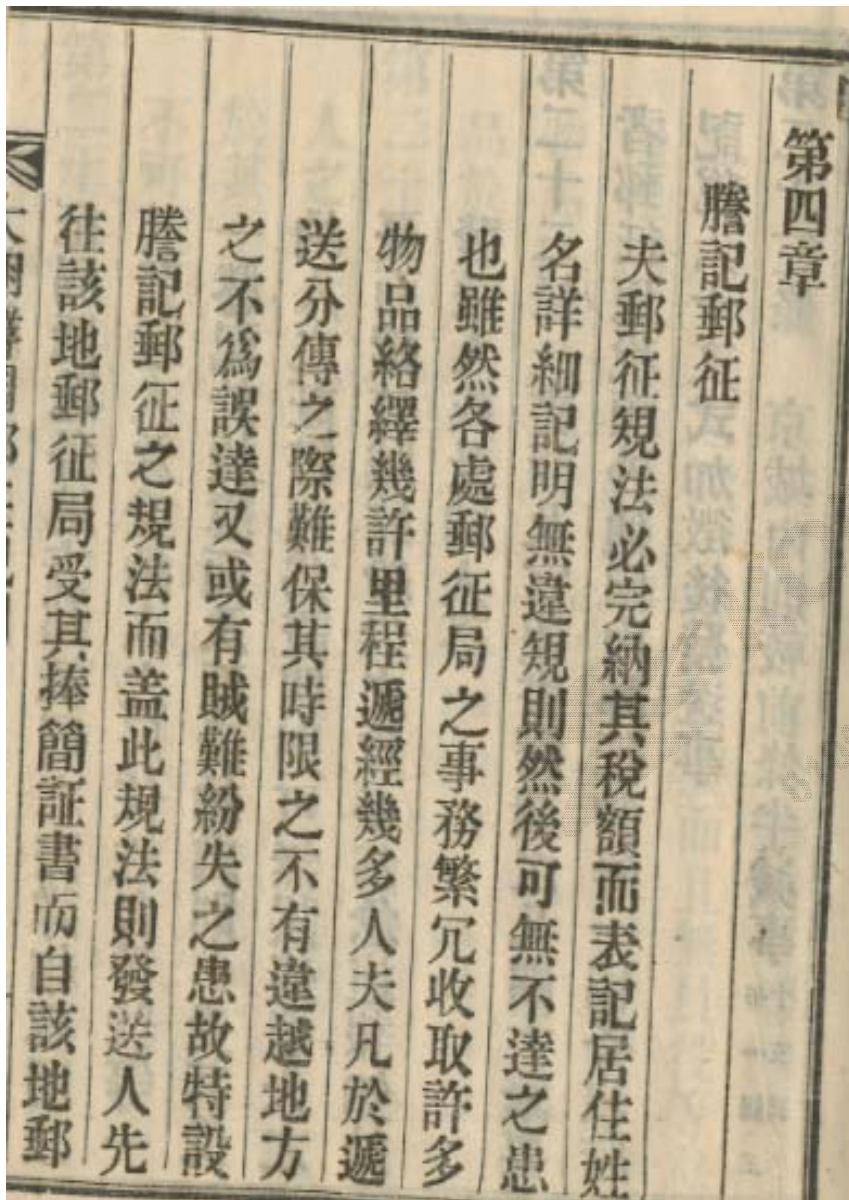 第四章
謄記郵征
夫郵征規法必完納其稅額而表記居住姓
名詳細記明無違規則然後可無不達之患
也雖然各處郵征局之事務繁冗收取許多
物品絡繹幾許里程遞經幾多人夫凡於遞
送分傳之際難保其時限之不有違越地方
之不爲誤達又或有賊難紛失之患故特設
謄記郵征之規法而盖此規法則發送人先
往該地郵征局受其捧簡証書而自該地郵